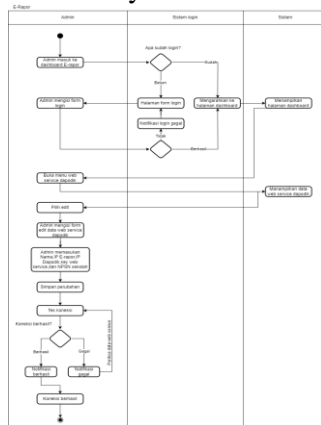 E-Rapor
Admin
Sistem login
Sistem
Apa sudah login?
Admin masuk ke
dashboard E-rapor
Sudah
Belum
Admin mengisi form
login
Halaman form login
Mengarahkan ke
halaman dashboard
Menampilkan
halaman dashboard
Notifikasi login gagal
Tidak
Berhasil
Buka menu web
service dapodik
Menampilkan data
web service dapodik
Pilih edit
Admin mengisi form
edit data web service
dapodik
Admin memasukan
Nama,IP E-rapor,IP
Dapodik,key web
service,dan NPSN sekolah
Simpan perubahan
Tes koneksi
Koneksi berhasil?
Berhasil
Gagal
Notifikasi
berhasil
Notifikasi
gagal
Koneksi berhasil